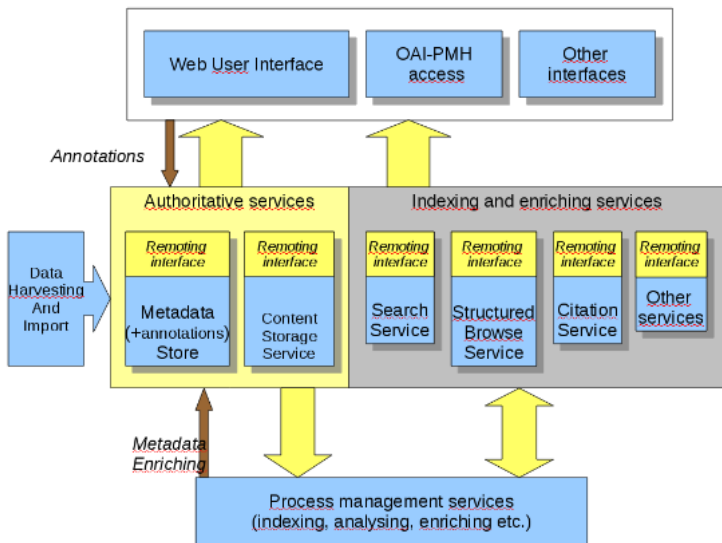 Web User Interface
OAI-PMH
access
Other
interfaces
Annotations
Authoritative services
Indexing and enriching services
Data
Harvesting
And
Import
Remoting
interface
Metadata
(+annotations)
Store
Remoting
interface
Content
Storage
Service
Remoting
interface
Search
Service
Remoting
interface
Structured
Browse
Service
Remoting
interface
Citation
Service
Remoting
interface
Other
services
Metadata
Enriching
Process management services
(indexing, analysing, enriching etc.)